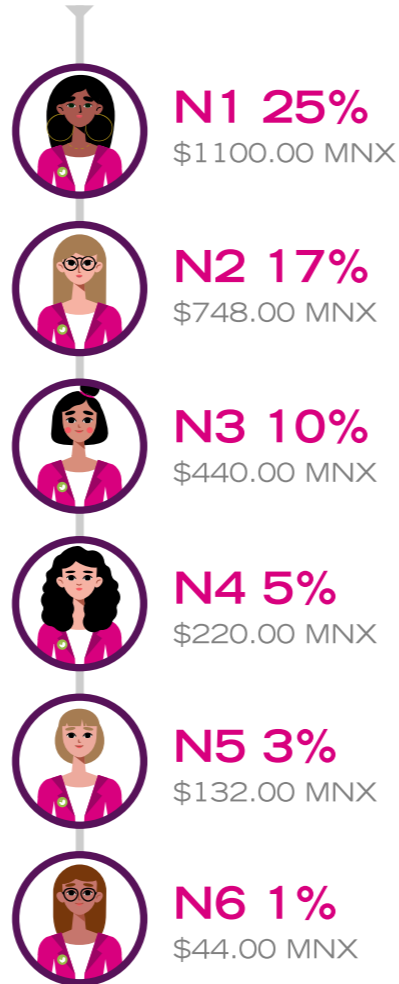 N1 25%
$1100.00 MNX
N2 17%
$748.00 MNX
N3 10%
$440.00 MNX
N4 5%
$220.00 MNX
N5 3%
$132.00 MNX
N6 1%
$44.00 MNX